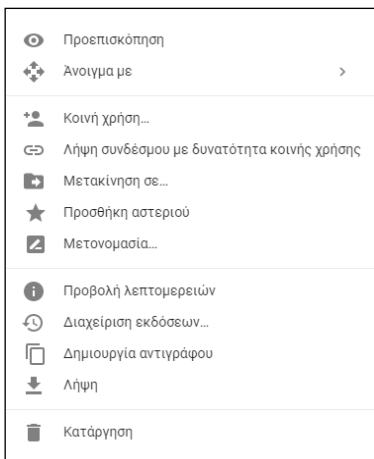 Προεπισκόπηση
Άνοιγμα με
Κοινή χρήση...
Λήψη συνδέσμου με δυνατότητα κοινής χρήσης
Μετακίνηση σε...
Προσθήκη αστεριού
Μετονομασία...
Προβολή λεπτομερειών
Διαχείριση εκδόσεων...
Δημιουργία αντιγράφου
Λήψη
Κατάργηση